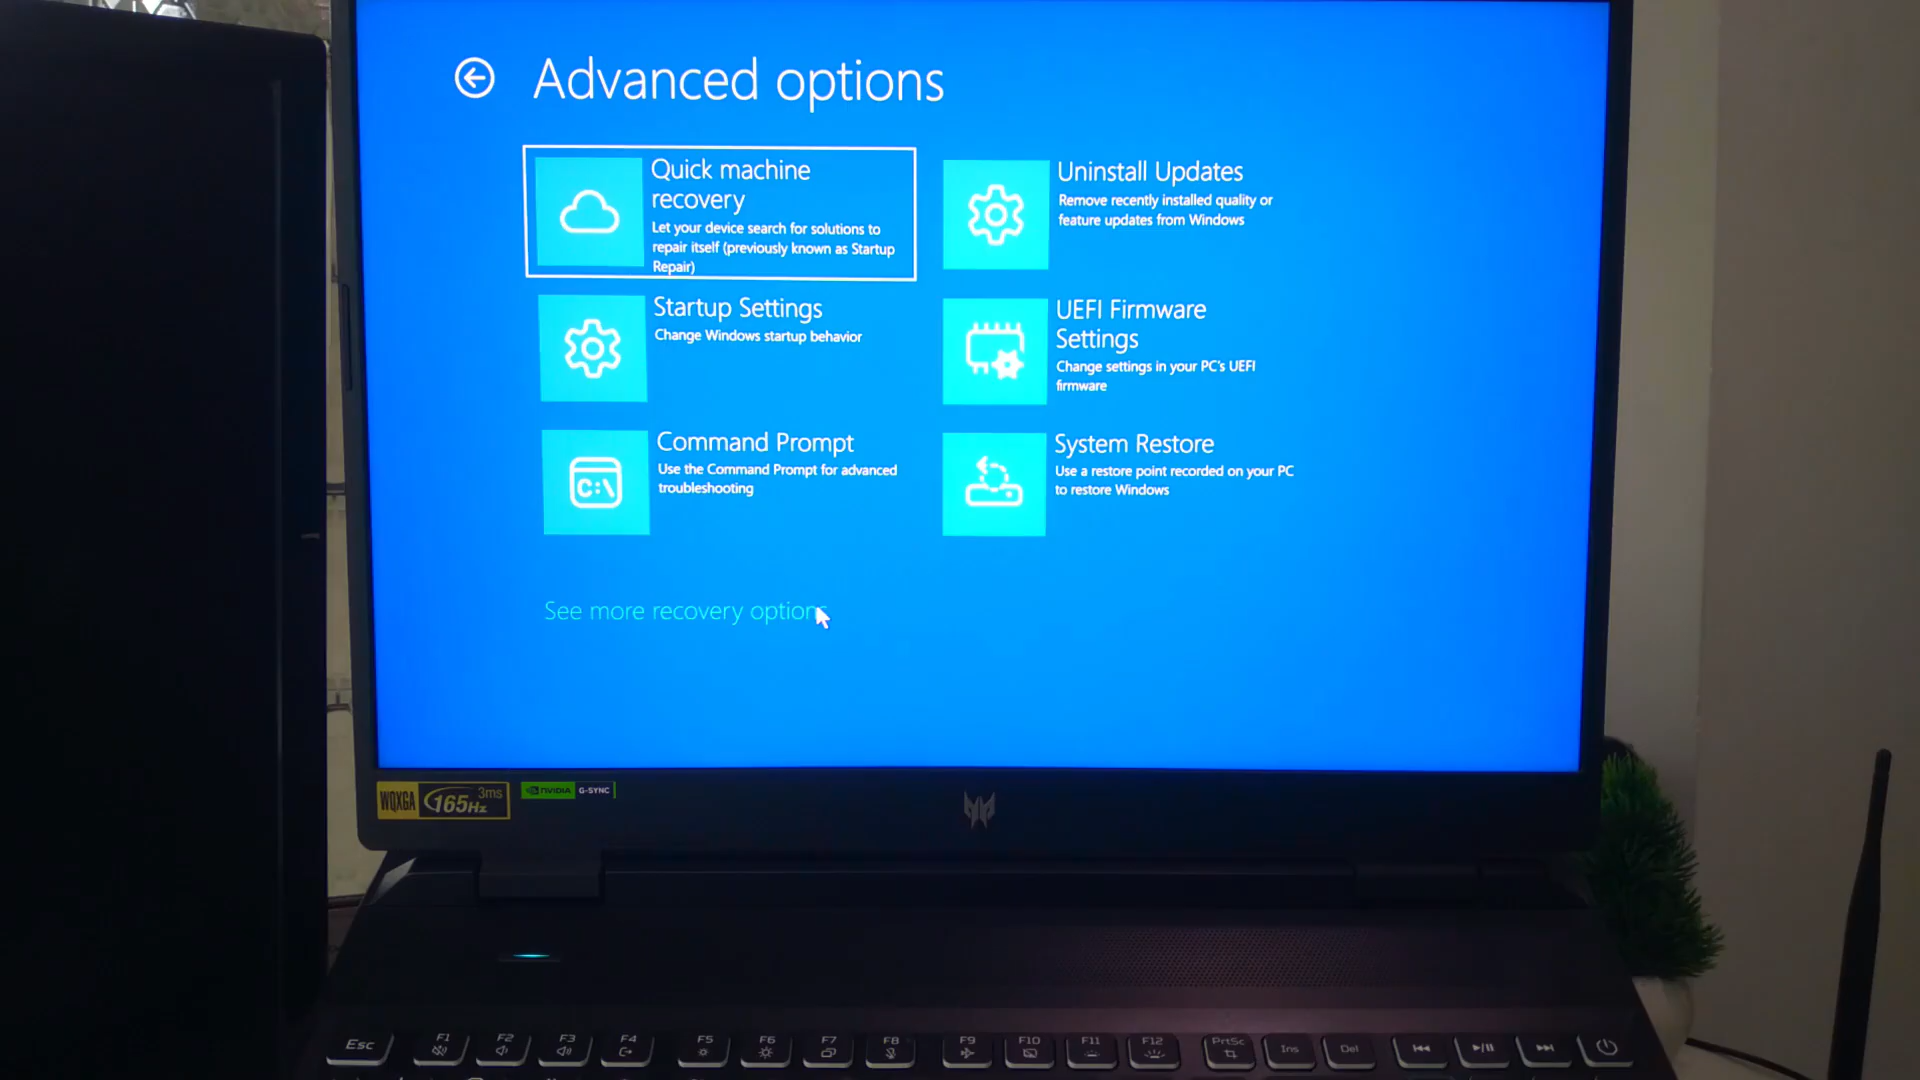 Advanced options
Quick machine
recovery
Let your device search for solutions to
repair itself (previously known as Startup
Repair)
Uninstall Updates
Remove recently installed quality or
feature updates from Windows
Startup Settings
Change Windows startup behavior
UEFI Firmware
Settings
Change settings in your PC's UEFI
firmware
Command Prompt
Use the Command Prompt for advanced
troubleshooting
C:\
System Restore
Use a restore point recorded on your PC
to restore Windows
See more recovery options
WQXGA 165Hz 3ms
NVIDIA G-SYNC
Esc F1 F2 F3 F4 F5 F6 F7 F8 F9 F10 F11 F12 PrtSc Ins Del